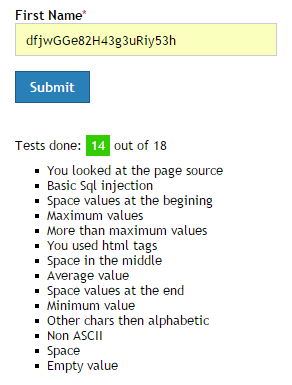 First Name*
dfjwGGe82H43g3uRiy53h
Submit
Tests done: 14 out of 18
You looked at the page source
Basic Sql injection
Space values at the begining
Maximum values
More than maximum values
You used html tags
Space in the middle
Average value
Space values at the end
Minimum value
Other chars then alphabetic
Non ASCII
Space
Empty value